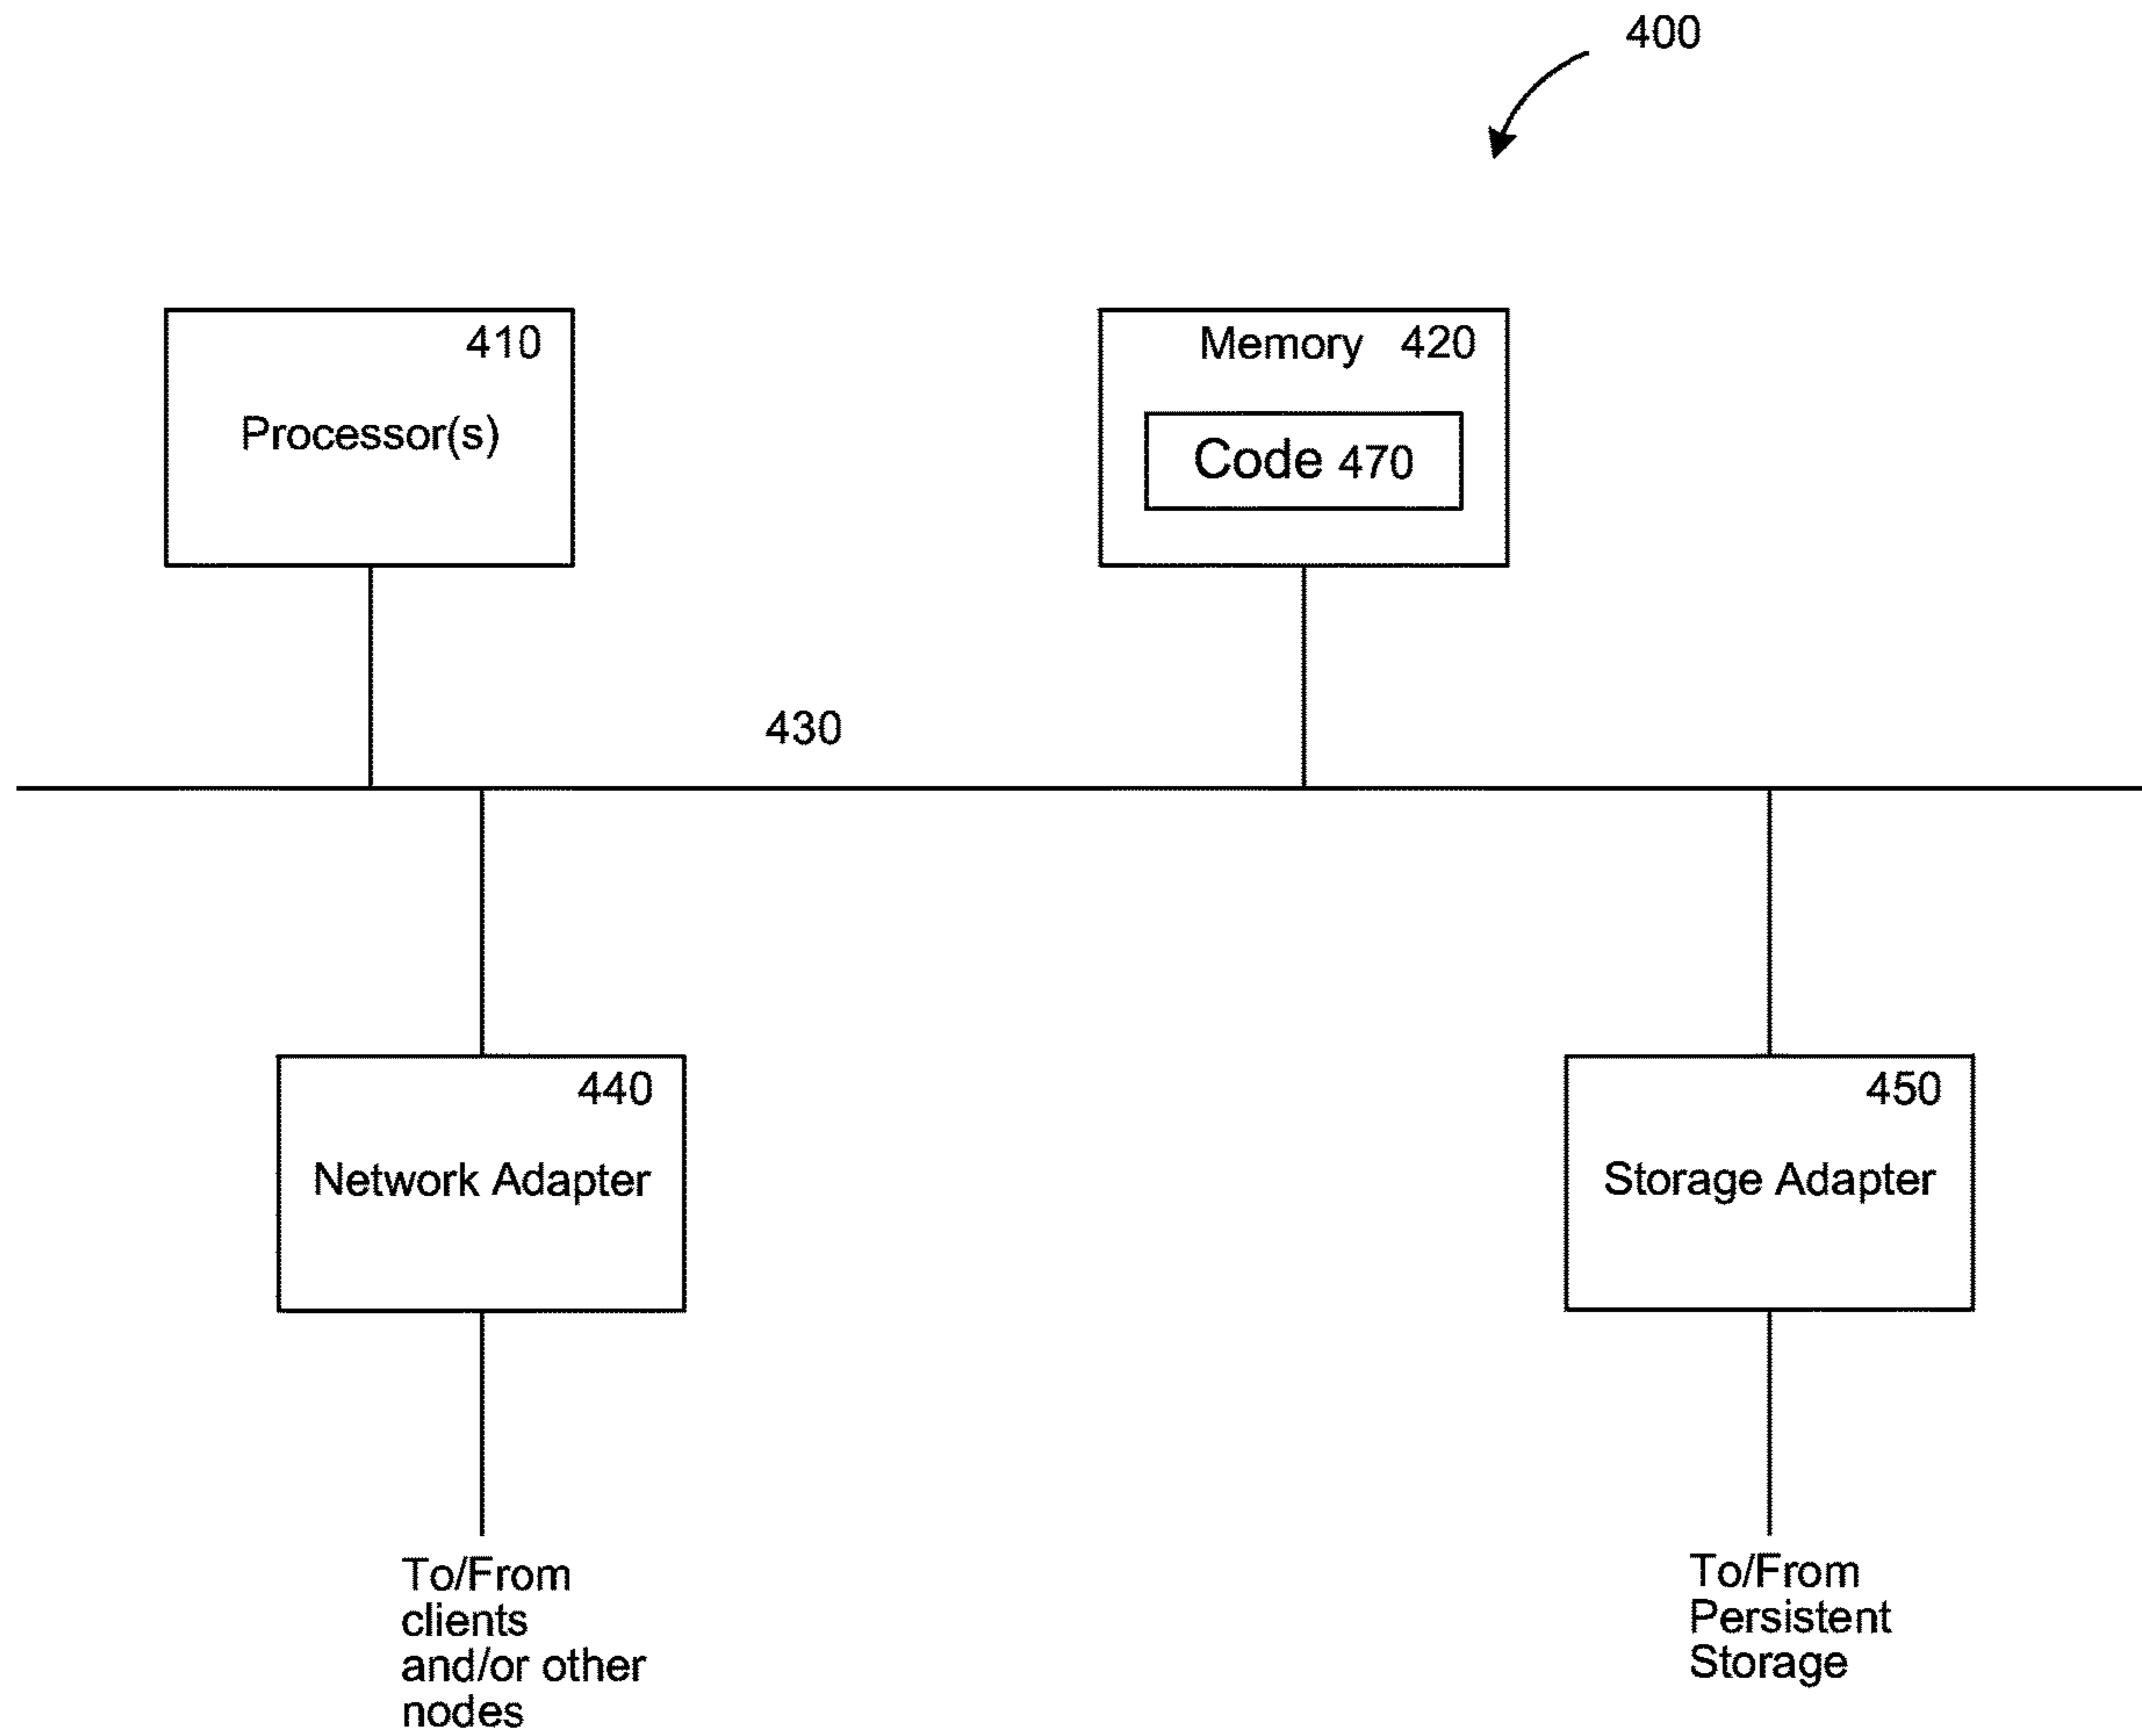 400
410
Processor(s)
Memory 420
Code 470
430
440
Network Adapter
450
Storage Adapter
To/From
clients
and/or other
nodes
To/From
Persistent
Storage